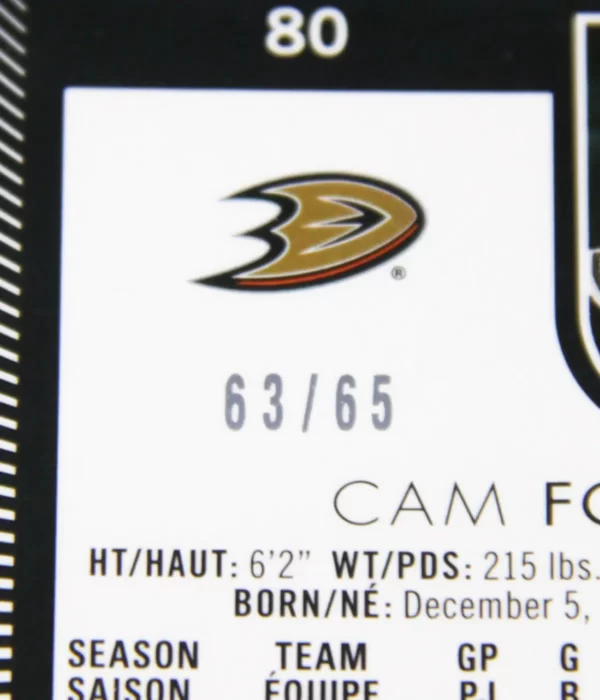 80
®
63/65
CAM
HT/HAUT: 6'2" WT/PDS: 215 lbs.
BORN/NÉ: December 5,
SEASON TEAM GP G
SAISON ÉQUIPE PJ B